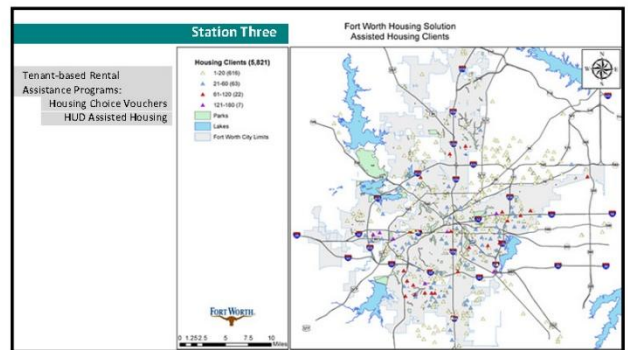 Station Three
Tenant-based Rental
Assistance Programs:
Housing Choice Vouchers
HUD Assisted Housing
Fort Worth Housing Solution
Assisted Housing Clients
Housing Clients (5,821)
1-20 (616)
21-60 (63)
61-120 (22)
121-180 (7)
Parks
Lakes
Fort Worth City Limits
FORT WORTH
0 1.25 2.5 5 7.5 10
Miles